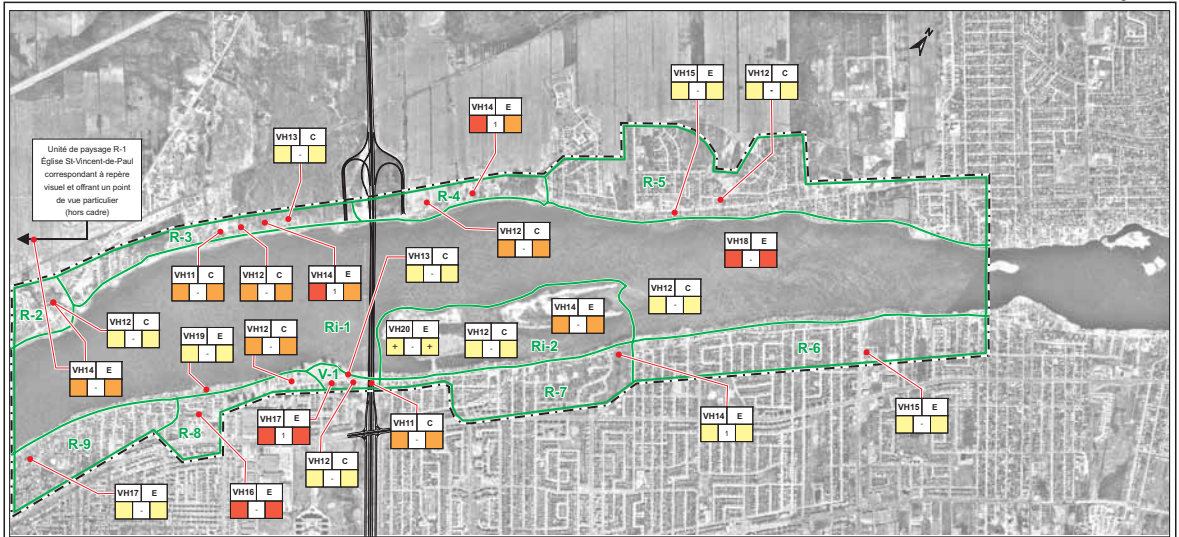 N
VH15 E
-
VH12 C
-
VH14 E
1
VH13 C
-
Unité de paysage R-1
Église St-Vincent-de-Paul
correspondant à repère
visuel et offrant un point
de vue particulier
(hors cadre)
R-5
R-4
R-3
VH12 C
-
VH18 E
-
VH11 C
-
VH12 C
-
VH14 E
1
VH13 C
-
R-2
VH12 C
-
VH14 E
-
VH12 C
-
Ri-1
VH20 E
+ - +
VH12 C
-
Ri-2
VH19 E
-
VH12 C
-
VH14 E
-
R-6
V-1
R-7
VH17 E
1
VH11 C
-
VH14 E
1
VH15 E
-
R-8
R-9
VH12 C
-
VH17 E
-
VH16 E
-